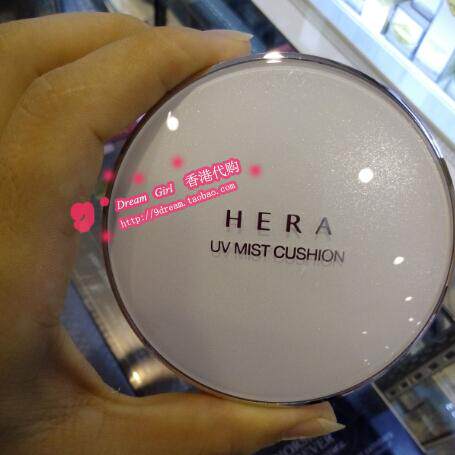 Dream Girl 香港代购
http://9dream.taobao.com
HERA
UV MIST CUSHION